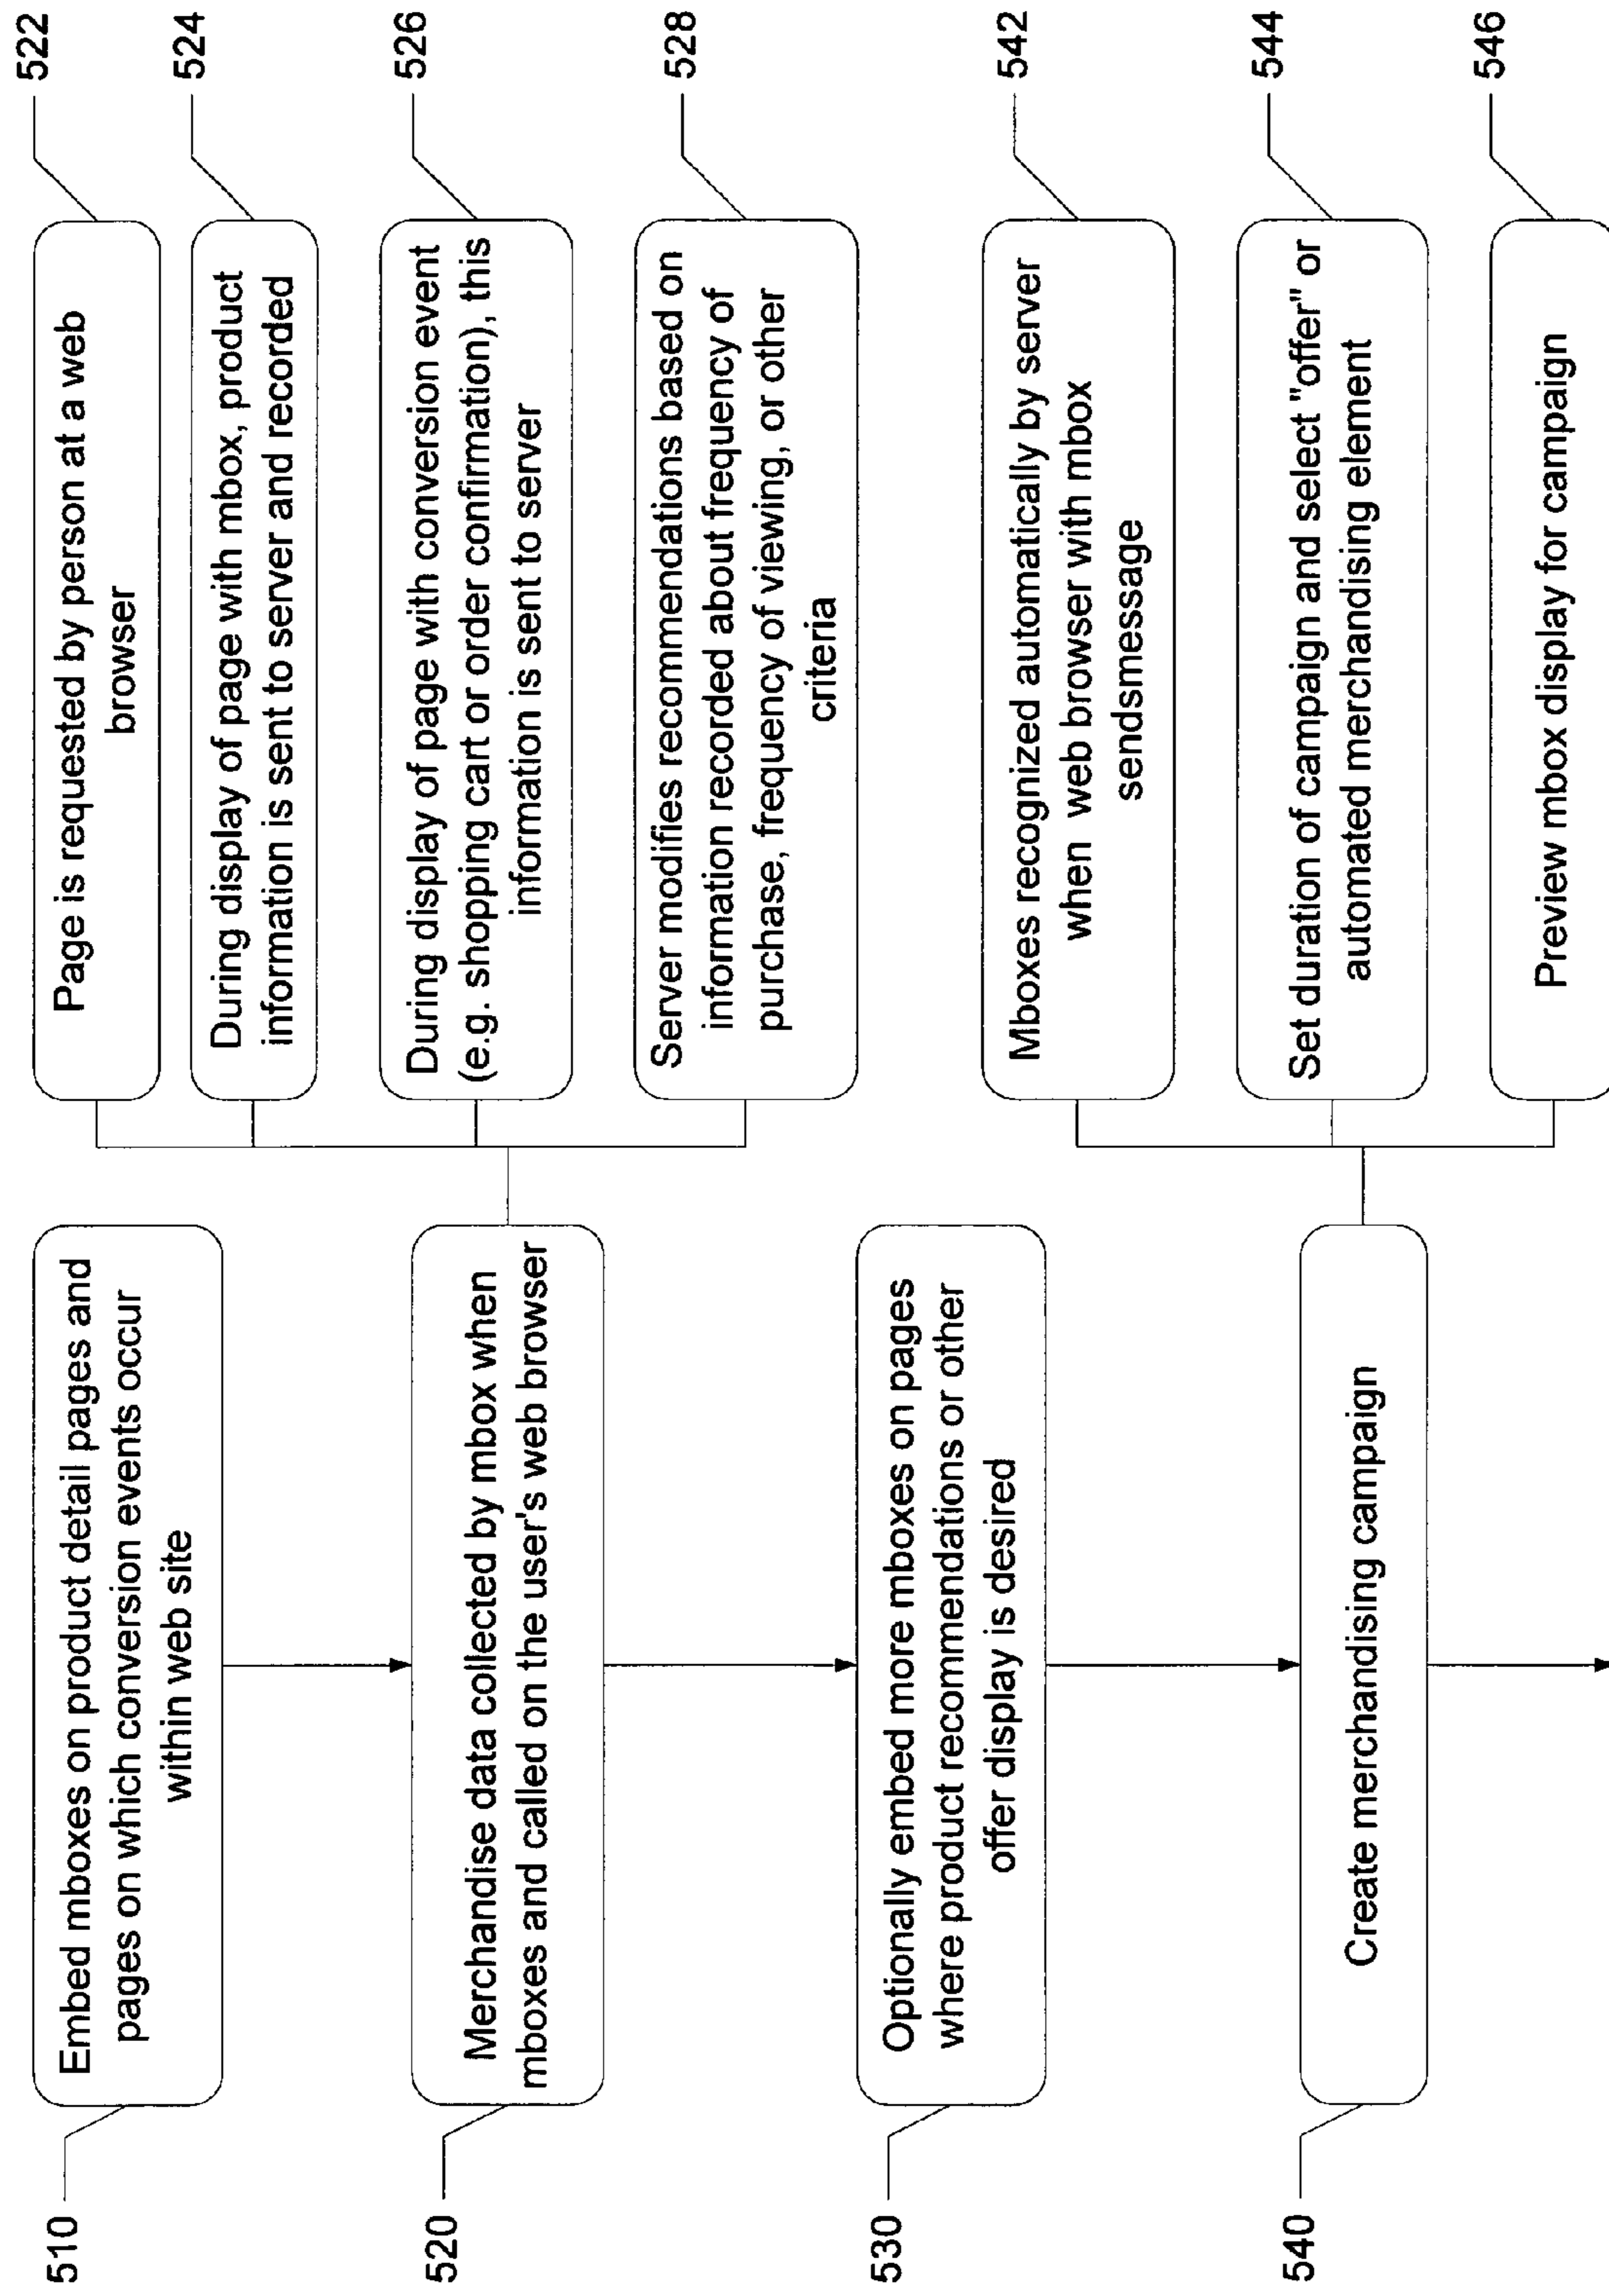 510
Embed mboxes on product detail pages and
pages on which conversion events occur
within web site
520
Merchandise data collected by mbox when
mboxes and called on the user's web browser
Page is requested by person at a web
browser
522
During display of page with mbox, product
information is sent to server and recorded
524
During display of page with conversion event
(e.g. shopping cart or order confirmation), this
information is sent to server
526
Server modifies recommendations based on
information recorded about frequency of
purchase, frequency of viewing, or other
criteria
528
530
Optionally embed more mboxes on pages
where product recommendations or other
offer display is desired
540
Create merchandising campaign
Mboxes recognized automatically by server
when web browser with mbox
sendsmessage
542
Set duration of campaign and select "offer" or
automated merchandising element
544
Preview mbox display for campaign
546